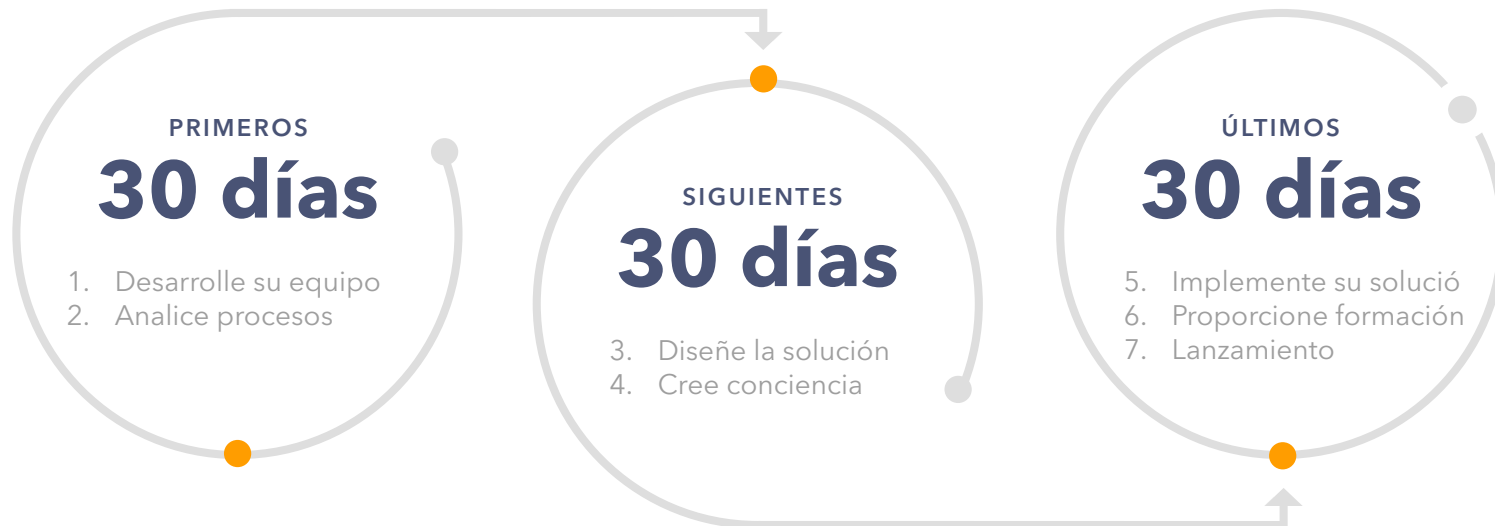 PRIMEROS
30 días
1. Desarrolle su equipo
2. Analice procesos
SIGUIENTES
30 días
3. Diseñe la solución
4. Cree conciencia
ÚLTIMOS
30 días
5. Implemente su solució
6. Proporcione formación
7. Lanzamiento